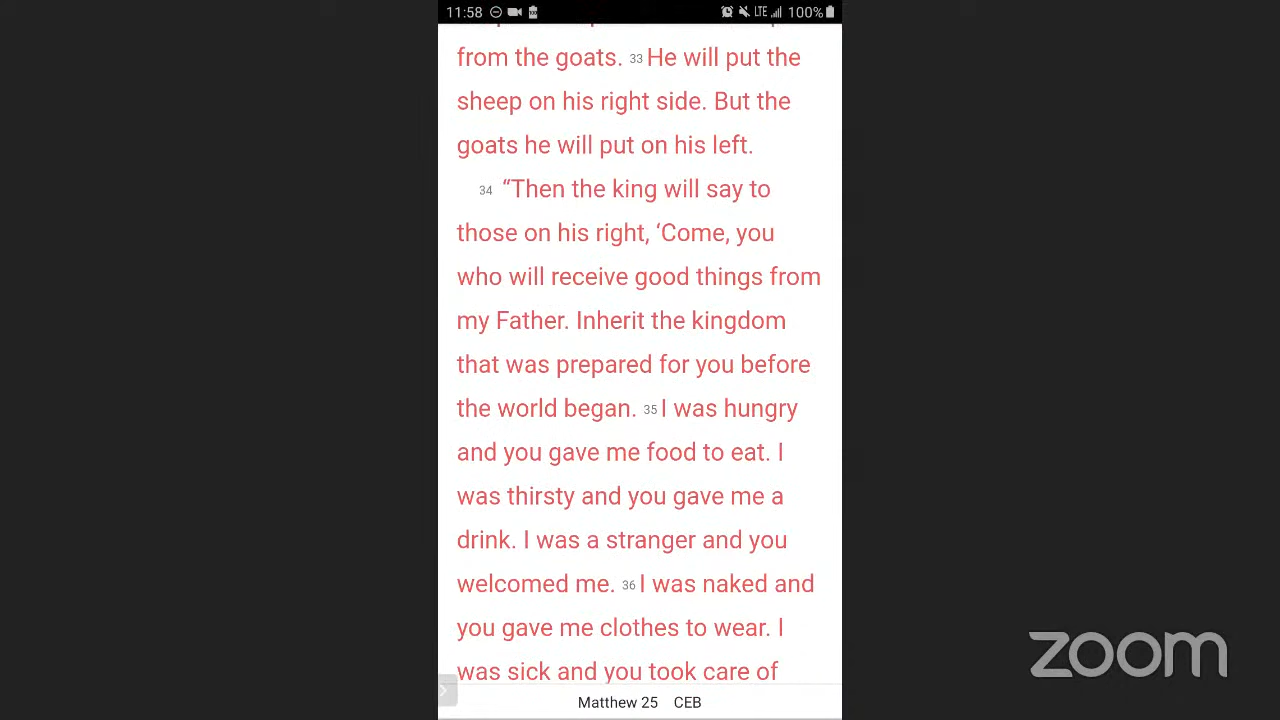 11:58 LTE 100%
from the goats. 33 He will put the
sheep on his right side. But the
goats he will put on his left.
34 “Then the king will say to
those on his right, ‘Come, you
who will receive good things from
my Father. Inherit the kingdom
that was prepared for you before
the world began. 35 I was hungry
and you gave me food to eat. I
was thirsty and you gave me a
drink. I was a stranger and you
welcomed me. 36 I was naked and
you gave me clothes to wear. I
was sick and you took care of
Matthew 25 CEB
zoom